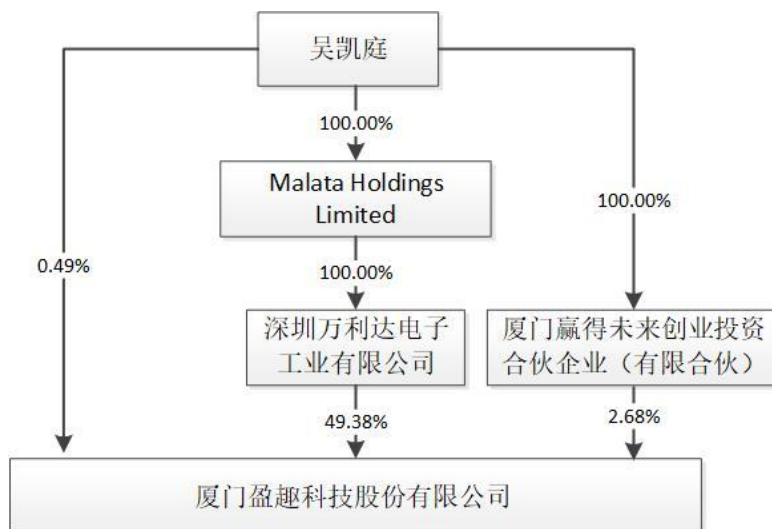 吴凯庭
100.00%
Malata Holdings
Limited
100.00%
0.49%
100.00%
深圳万利达电子
工业有限公司
厦门赢得未来创业投资
合伙企业（有限合伙）
49.38%
2.68%
厦门盈趣科技股份有限公司